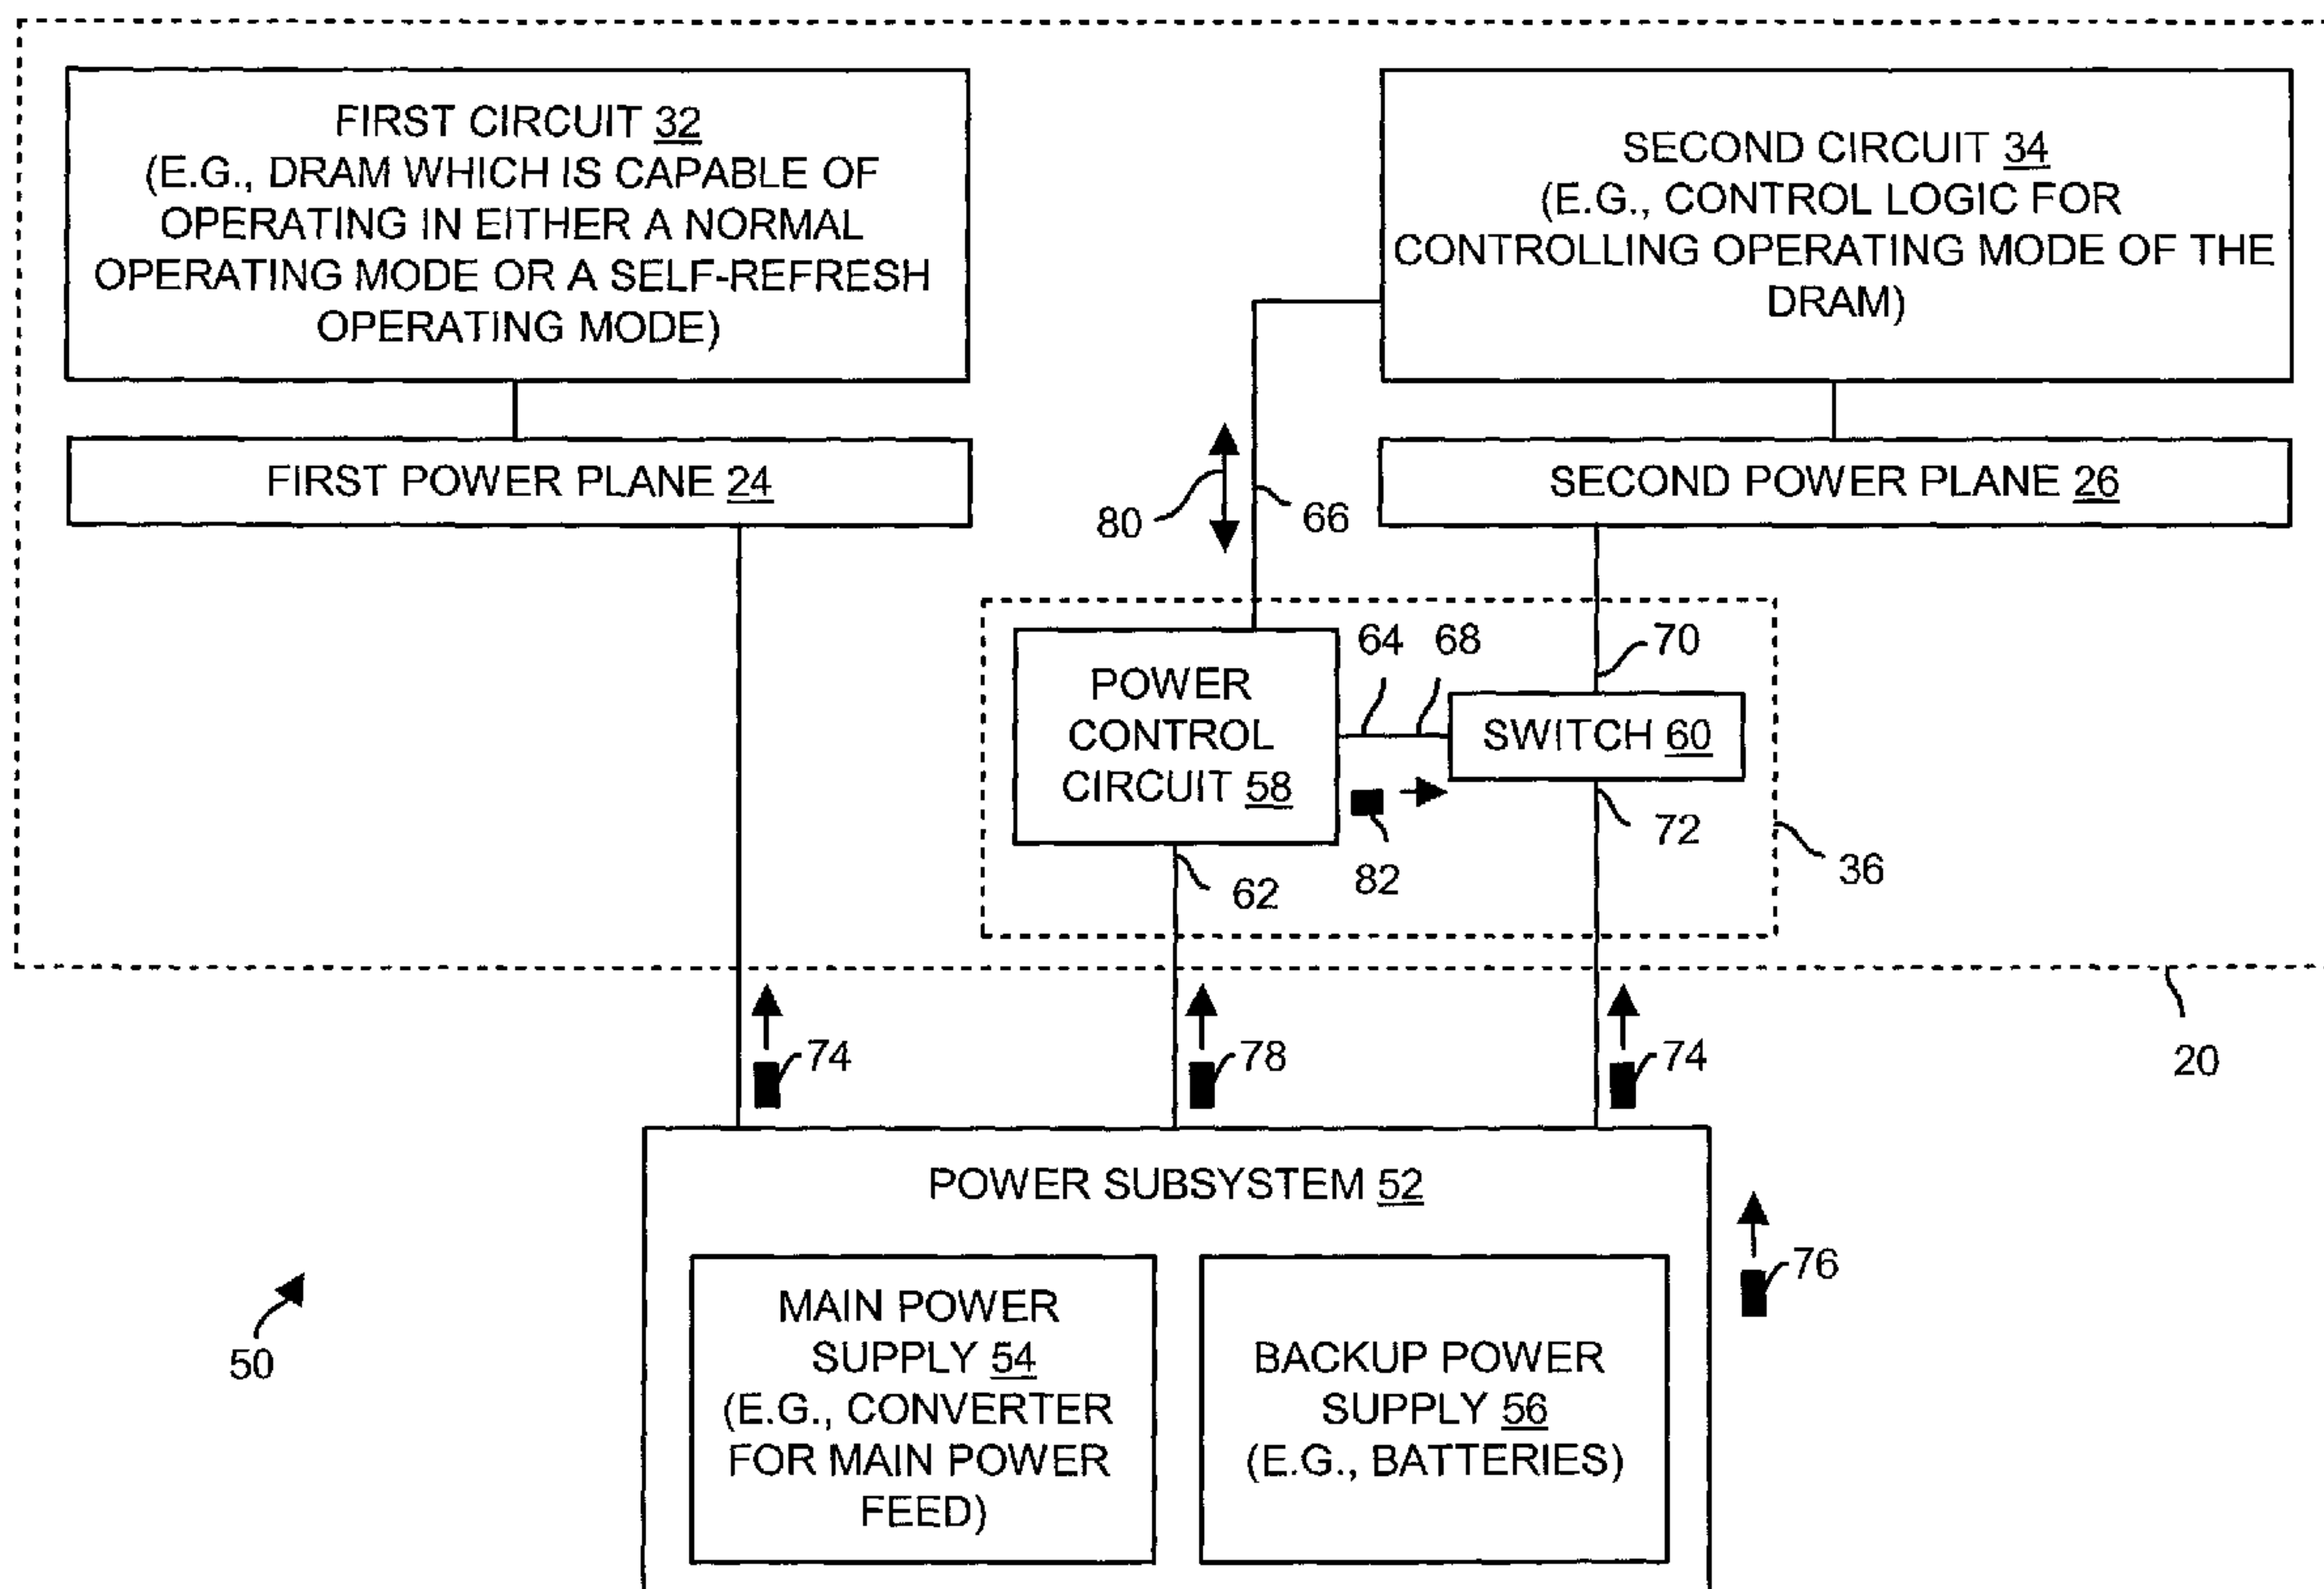 FIRST CIRCUIT 32
(E.G., DRAM WHICH IS CAPABLE OF
OPERATING IN EITHER A NORMAL
OPERATING MODE OR A SELF-REFRESH
OPERATING MODE)
SECOND CIRCUIT 34
(E.G., CONTROL LOGIC FOR
CONTROLLING OPERATING MODE OF THE
DRAM)
FIRST POWER PLANE 24
SECOND POWER PLANE 26
80
66
64
68
70
POWER
CONTROL
CIRCUIT 58
SWITCH 60
72
82
62
36
74
78
74
20
POWER SUBSYSTEM 52
76
50
MAIN POWER
SUPPLY 54
(E.G., CONVERTER
FOR MAIN POWER
FEED)
BACKUP POWER
SUPPLY 56
(E.G., BATTERIES)